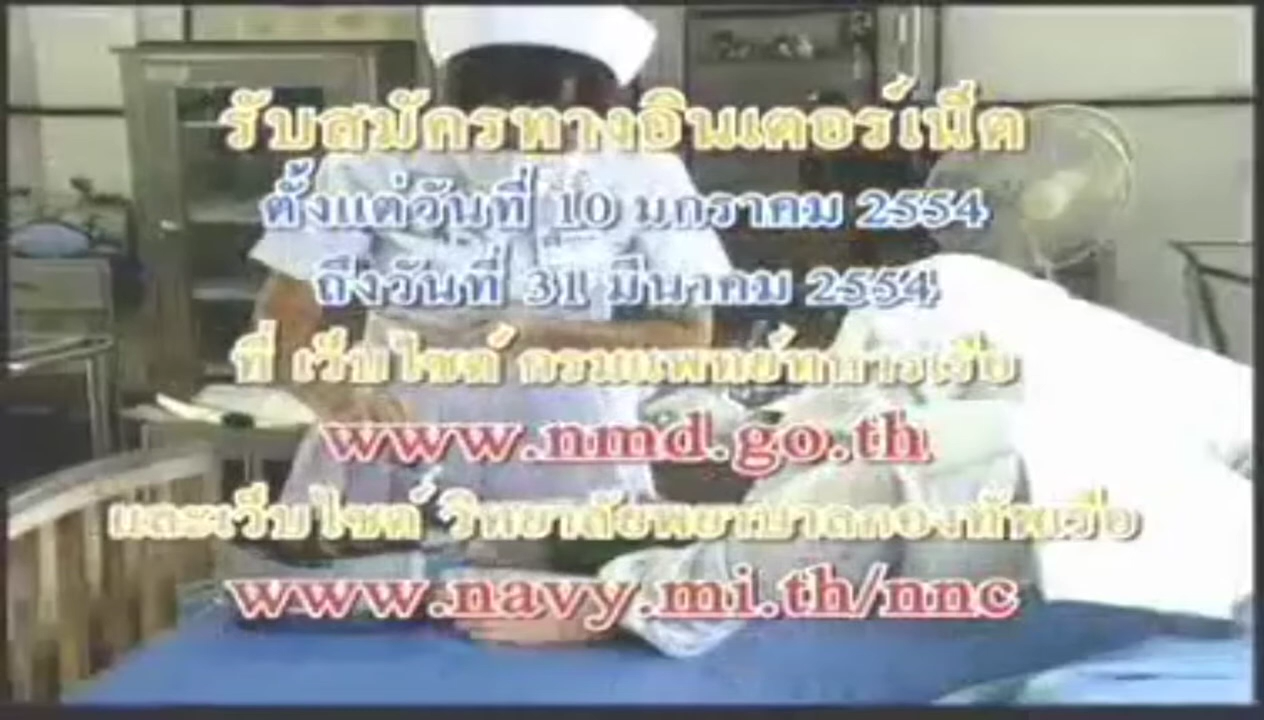 รับสมัครทางอินเตอร์เน็ต
ตั้งแต่วันที่ 10 มกราคม 2554
ถึงวันที่ 31 มีนาคม 2554
ที่ เว็บไซต์ กรมแพทย์ทหารเรือ
www.nmd.go.th
และเว็บไซต์ วิทยาลัยพยาบาลกองทัพเรือ
www.navy.mi.th/nnc